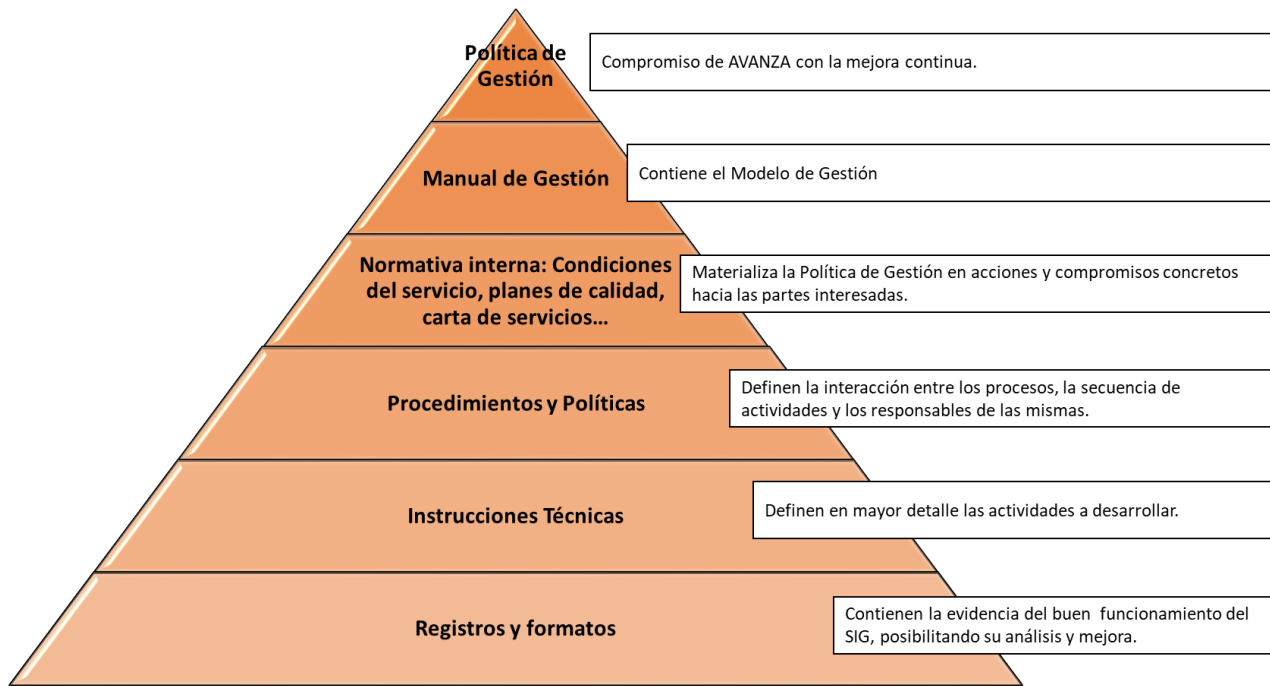 Política de
Gestión
Compromiso de AVANZA con la mejora continua.
Manual de Gestión
Contiene el Modelo de Gestión
Normativa interna: Condiciones
del servicio, planes de calidad,
carta de servicios…
Materializa la Política de Gestión en acciones y compromisos concretos
hacia las partes interesadas.
Procedimientos y Políticas
Definen la interacción entre los procesos, la secuencia de
actividades y los responsables de las mismas.
Instrucciones Técnicas
Definen en mayor detalle las actividades a desarrollar.
Registros y formatos
Contienen la evidencia del buen  funcionamiento del
SIG, posibilitando su análisis y mejora.